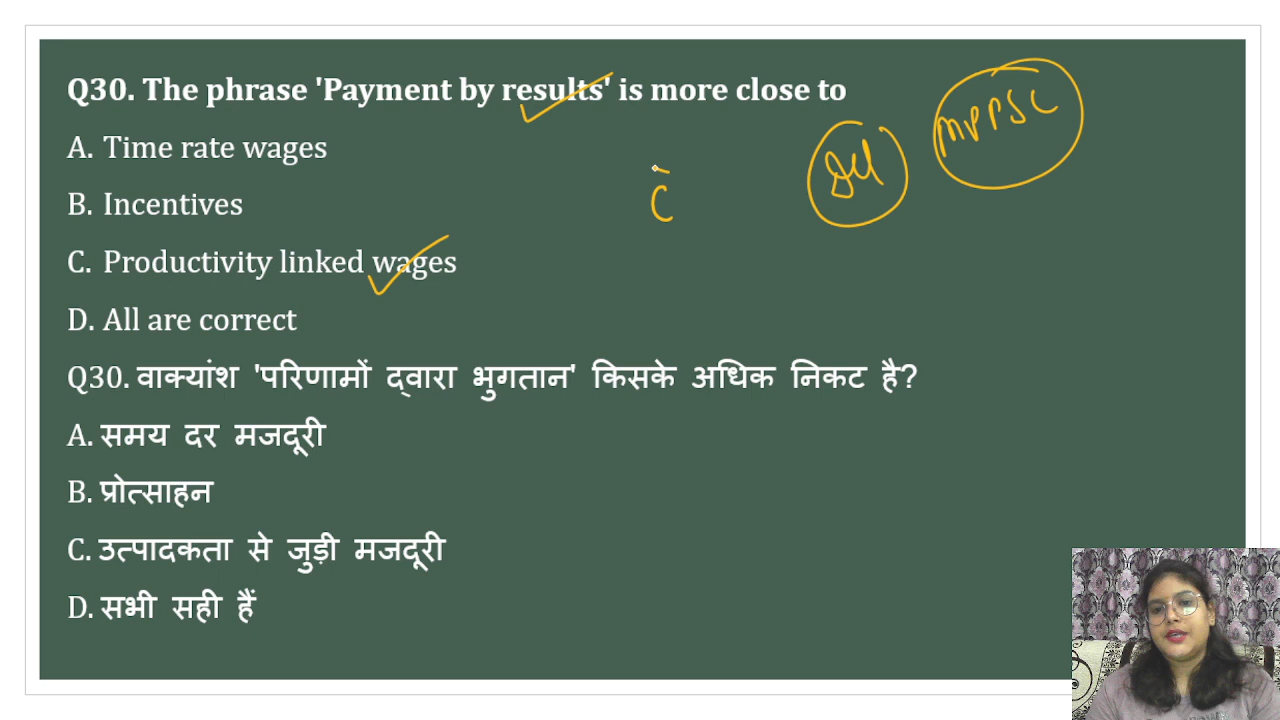 Q30. The phrase 'Payment by results' is more close to
A. Time rate wages
B. Incentives
C. Productivity linked wages
D. All are correct
Q30. वाक्यांश 'परिणामों द्वारा भुगतान' किसके अधिक निकट है?
A. समय दर मजदूरी
B. प्रोत्साहन
C. उत्पादकता से जुड़ी मजदूरी
D. सभी सही हैं
MPPSC
C